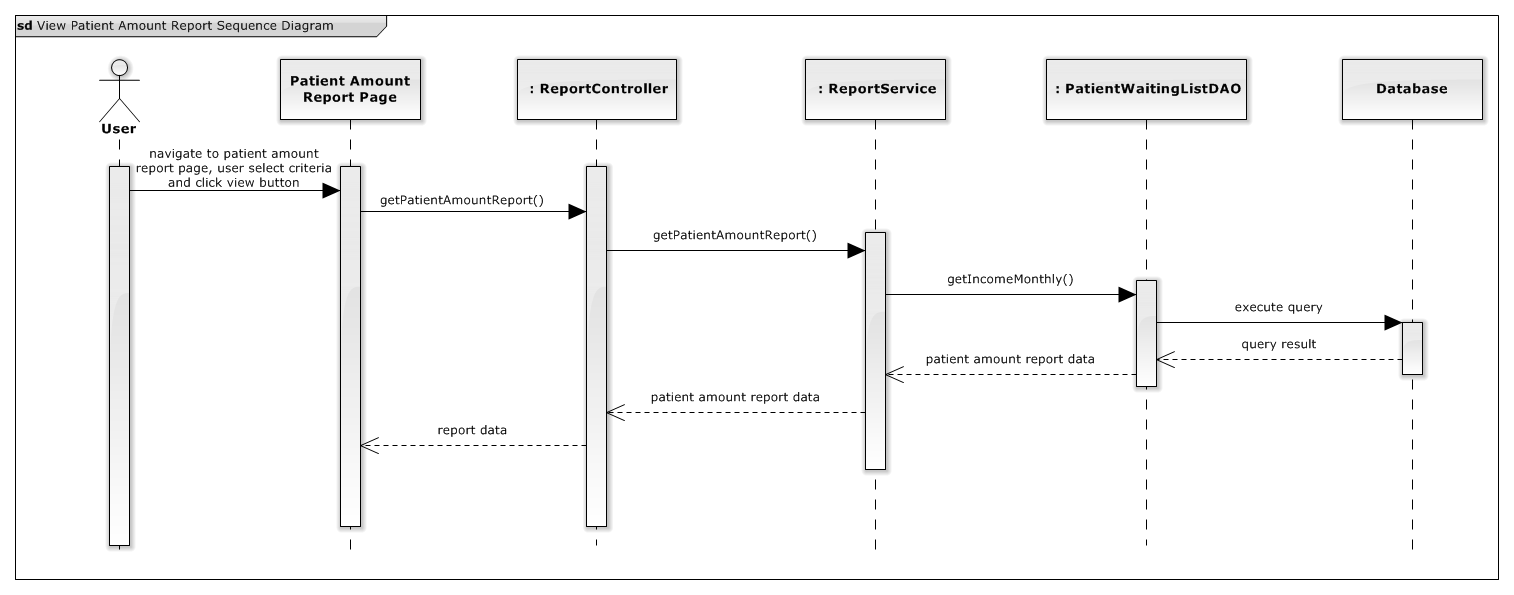 sd View Patient Amount Report Sequence Diagram
User
Patient Amount
Report Page
: ReportController
: ReportService
: PatientWaitingListDAO
Database
navigate to patient amount
report page, user select criteria
and click view button
getPatientAmountReport()
getPatientAmountReport()
getIncomeMonthly()
execute query
query result
patient amount report data
patient amount report data
report data